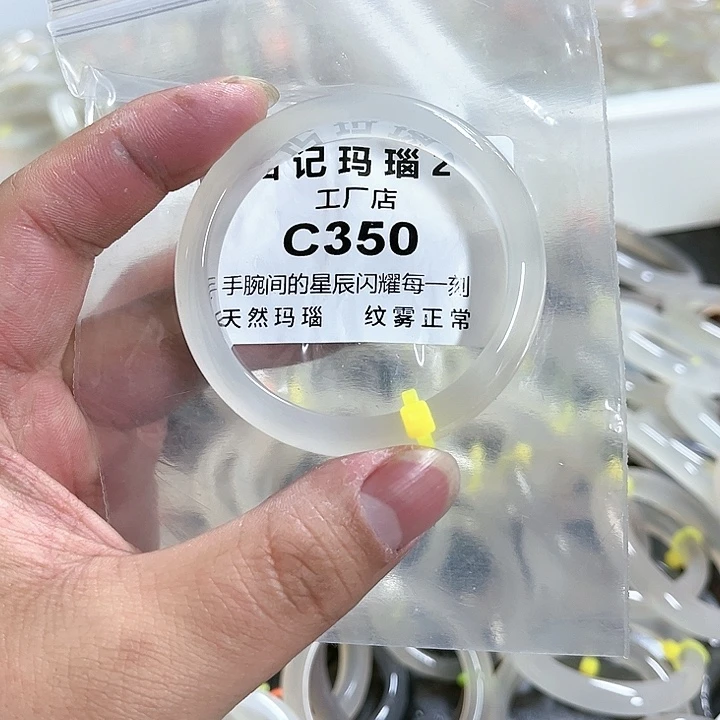 记玛瑙2
工厂店
C350
手腕间的星辰闪耀每一刻
天然玛瑙 纹雾正常